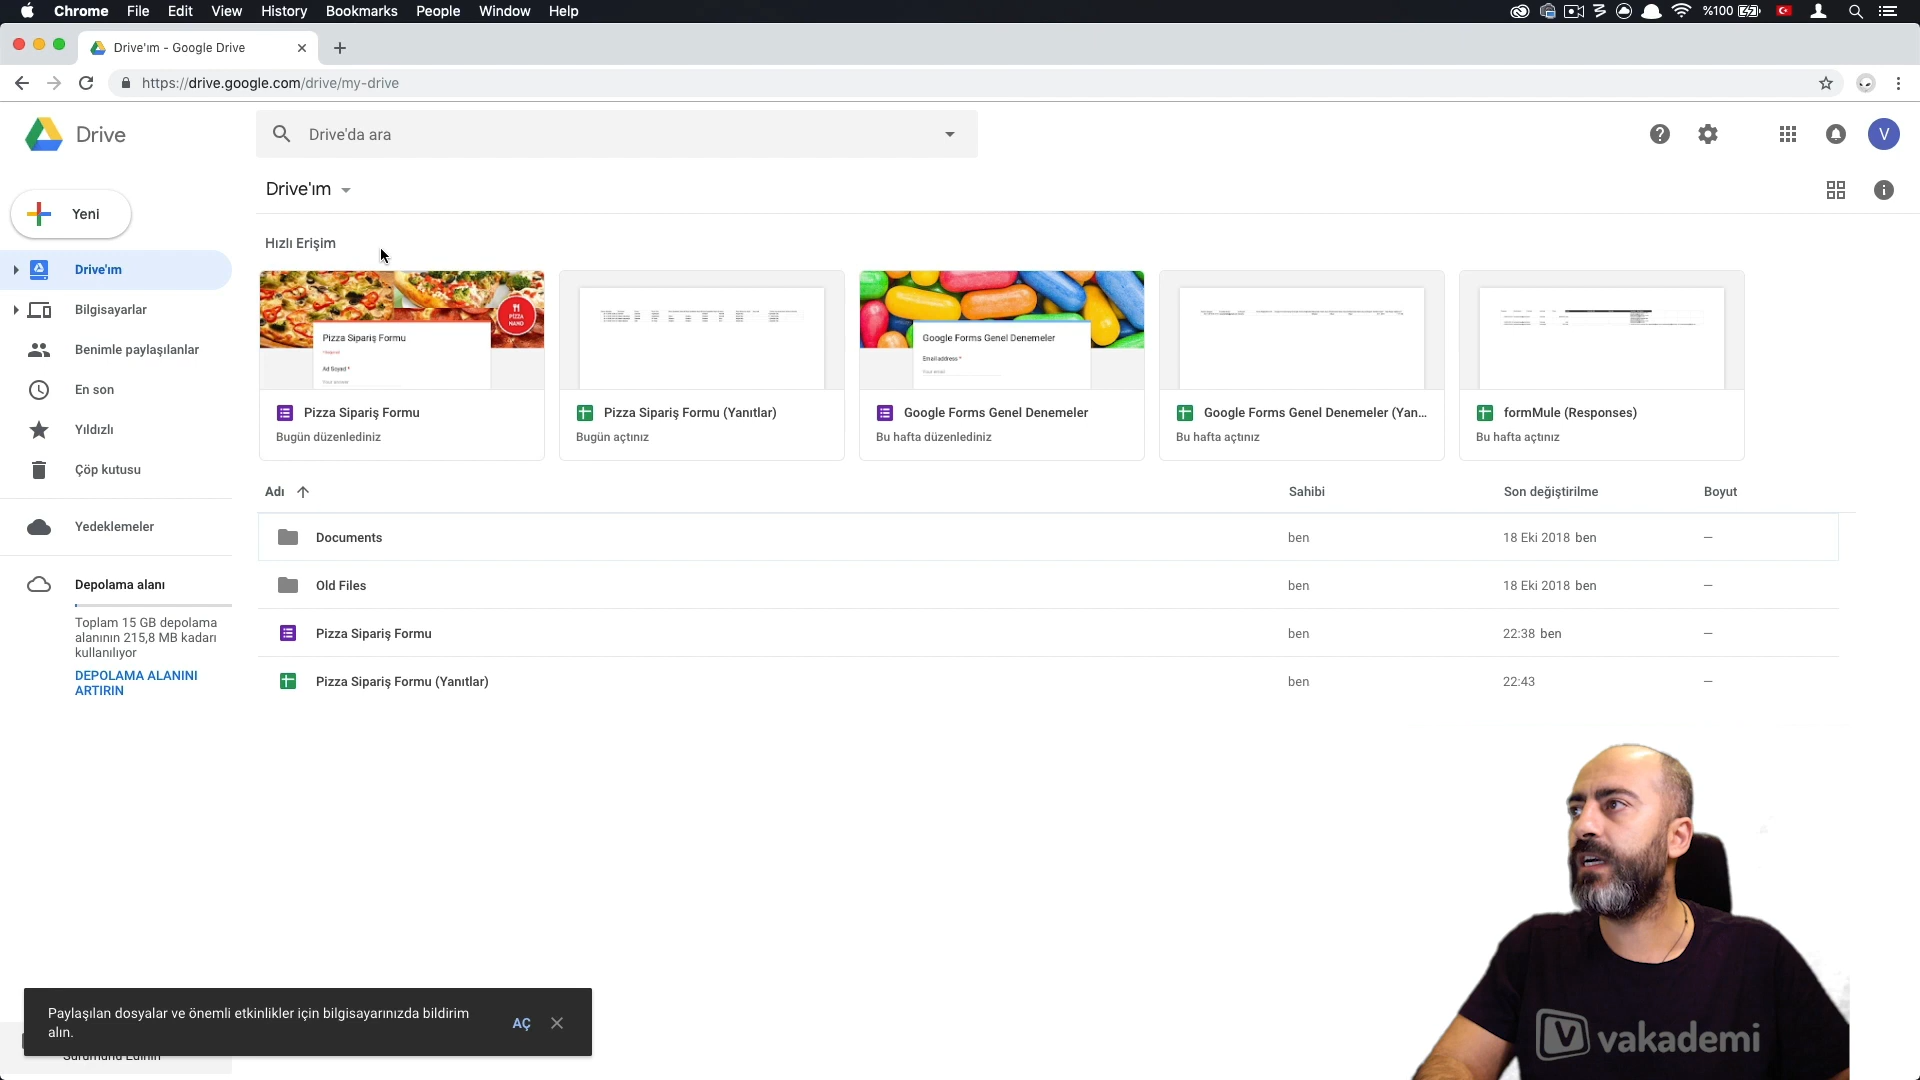 Chrome File Edit View History Bookmarks People Window Help
%100
Drive'ım - Google Drive
https://drive.google.com/drive/my-drive
Drive
Drive'da ara
V
Drive'ım
Yeni
Hızlı Erişim
Drive'ım
Bilgisayarlar
Benimle paylaşılanlar
En son
Yıldızlı
Çöp kutusu
Yedeklemeler
Depolama alanı
Toplam 15 GB depolama
alanının 215,8 MB kadarı
kullanılıyor
DEPOLAMA ALANINI
ARTIRIN
PIZZA
Pizza Sipariş Formu
Ad Soyad *
Pizza Sipariş Formu
Bugün düzenlediniz
Pizza Sipariş Formu (Yanıtlar)
Bugün açtınız
Google Forms Genel Denemeler
Email address *
Google Forms Genel Denemeler
Bu hafta düzenlediniz
Google Forms Genel Denemeler (Yan...
Bu hafta açtınız
formMule (Responses)
Bu hafta açtınız
Adı Sahibi Son değiştirilme Boyut
Documents ben 18 Eki 2018 ben –
Old Files ben 18 Eki 2018 ben –
Pizza Sipariş Formu ben 22:38 ben –
Pizza Sipariş Formu (Yanıtlar) ben 22:43 –
Paylaşılan dosyalar ve önemli etkinlikler için bilgisayarınızda bildirim
alın.
AÇ
vakademi